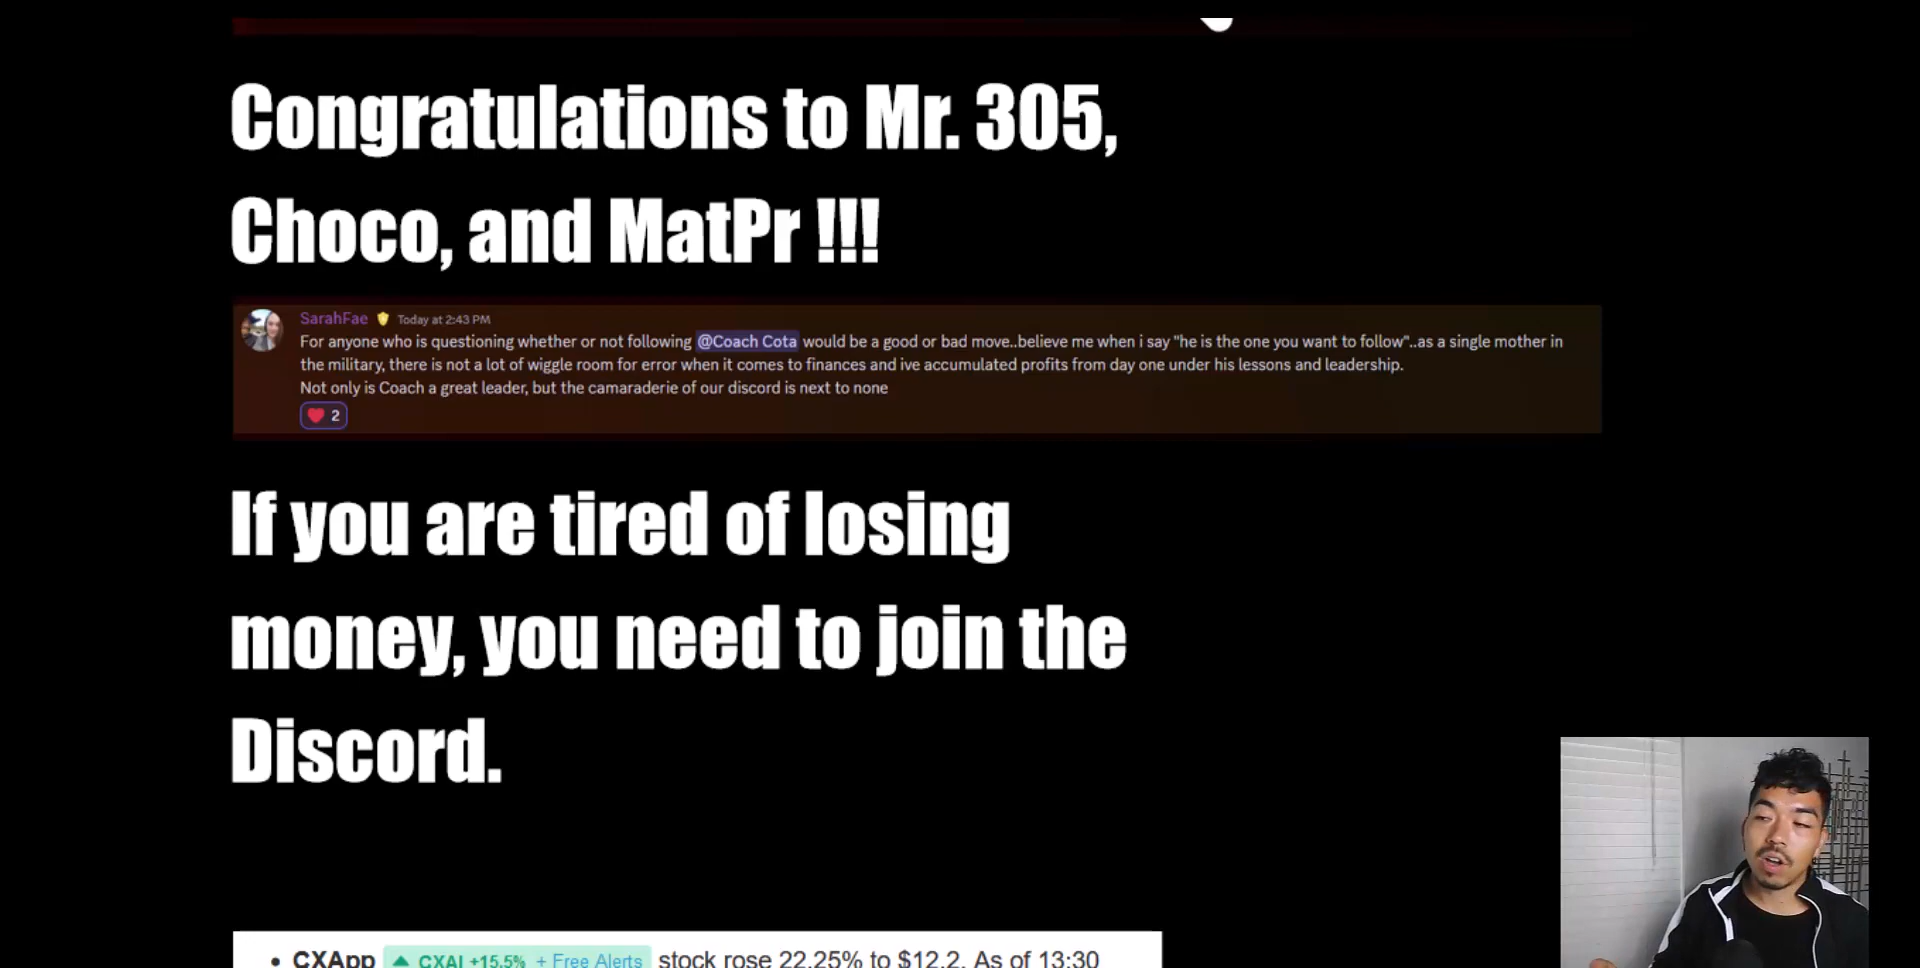 Congratulations to Mr. 305,
Choco, and MatPr !!!
SarahFae Today at 2:43 PM
For anyone who is questioning whether or not following @Coach Cota would be a good or bad move..believe me when i say "he is the one you want to follow"..as a single mother in
the military, there is not a lot of wiggle room for error when it comes to finances and ive accumulated profits from day one under his lessons and leadership.
Not only is Coach a great leader, but the camaraderie of our discord is next to none
2
If you are tired of losing
money, you need to join the
Discord.
• CXApp CXAI +15.5% + Free Alerts stock rose 22.25% to $12.2. As of 13:30